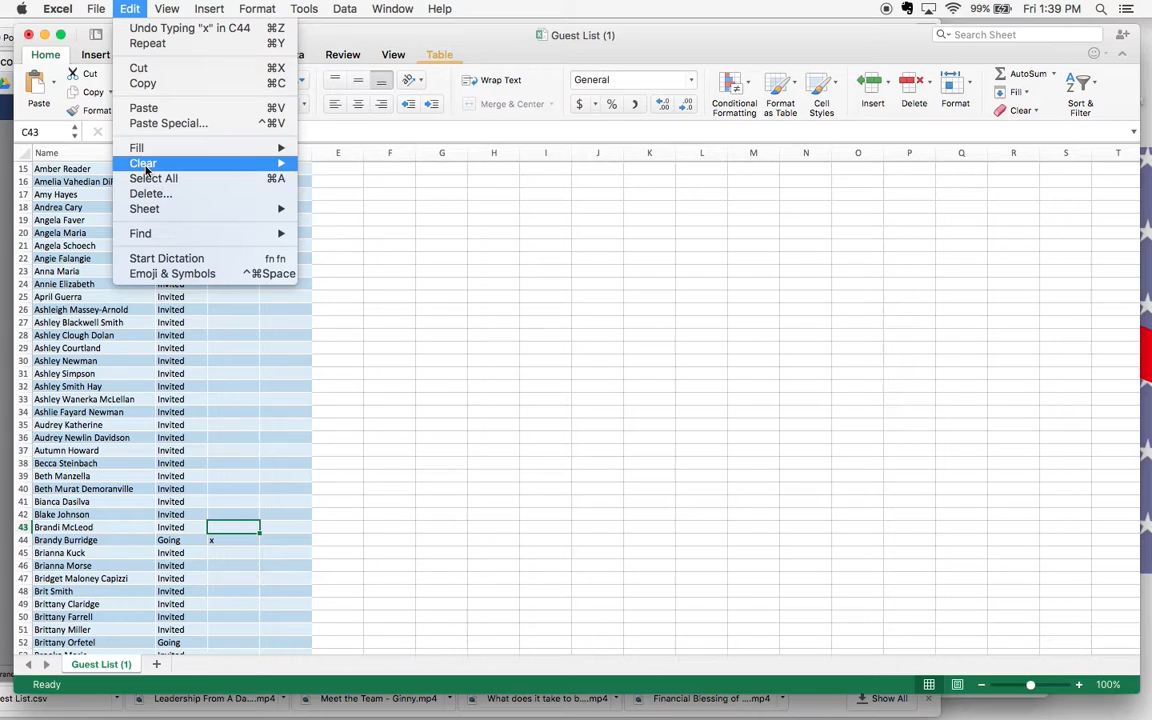 Excel File Edit View Insert Format Tools Data Window Help 99% Fri 1:39 PM
Guest List (1)
Search Sheet
Home Insert Review View Table
Paste Cut Copy Format
Undo Typing "x" in C44 ⌘Z
Repeat ⌘Y
Cut ⌘X
Copy ⌘C
Paste ⌘V
Paste Special... ^⌘V
Fill
Clear
Select All ⌘A
Delete...
Sheet
Find
Start Dictation fn fn
Emoji & Symbols ^⌘Space
Wrap Text
Merge & Center
General
$ % )
Conditional Formatting
Format as Table
Cell Styles
Insert
Delete
Format
AutoSum
Fill
Clear
Sort & Filter
C43
Name E F G H I J K L M N O P Q R S T
15 Amber Reader
16 Amelia Vahedian
17 Amy Hayes
18 Andrea Cary
19 Angela Faver
20 Angela Maria
21 Angela Schoech
22 Angie Falangie
23 Anna Maria
24 Annie Elizabeth Invited
25 April Guerra Invited
26 Ashleigh Massey-Arnold Invited
27 Ashley Blackwell Smith Invited
28 Ashley Clough Dolan Invited
29 Ashley Courtland Invited
30 Ashley Newman Invited
31 Ashley Simpson Invited
32 Ashley Smith Hay Invited
33 Ashley Wanerka McLellan Invited
34 Ashlie Fayard Newman Invited
35 Audrey Katherine Invited
36 Audrey Newlin Davidson Invited
37 Autumn Howard Invited
38 Becca Steinbach Invited
39 Beth Manzella Invited
40 Beth Murat Demoranville Invited
41 Bianca Dasilva Invited
42 Blake Johnson Invited
43 Brandi McLeod Invited
44 Brandy Burridge Going x
45 Brianna Kuck Invited
46 Brianna Morse Invited
47 Bridget Maloney Capizzi Invited
48 Brit Smith Invited
49 Brittany Claridge Invited
50 Brittany Farrell Invited
51 Brittany Miller Invited
52 Brittany Orfetel Going
Guest List (1)
Ready 100%
est List.csv Leadership From A Da....mp4 Meet the Team - Ginny.mp4 What does it take to b....mp4 Financial Blessing of ....mp4 Show All